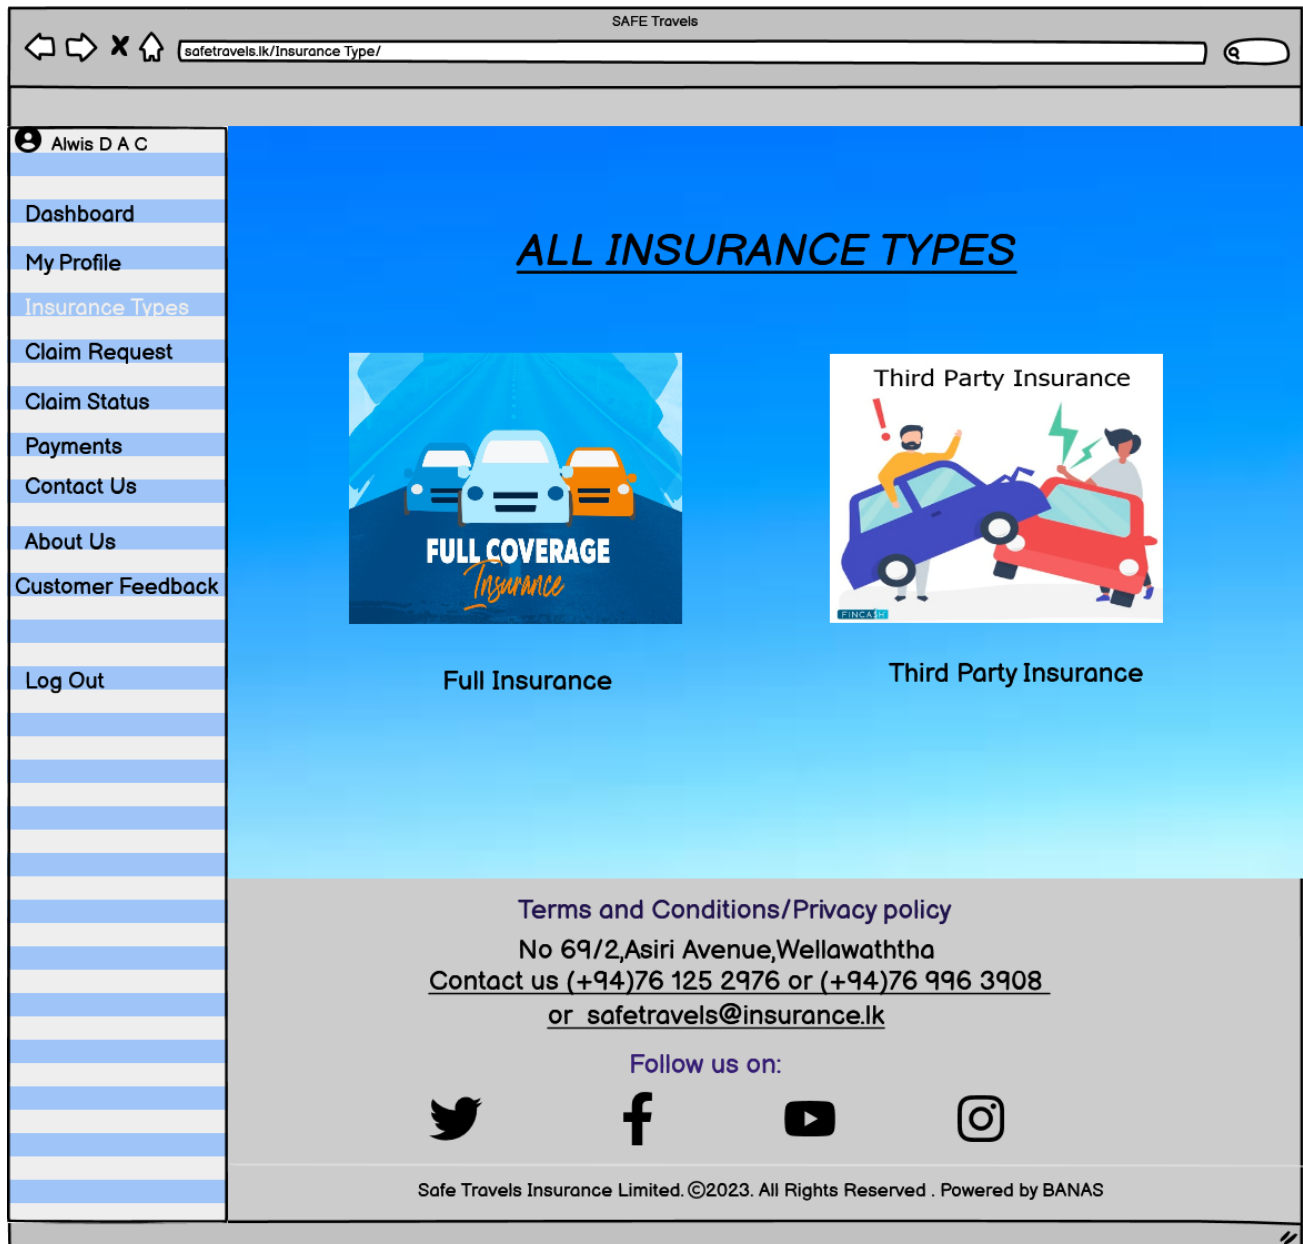 SAFE Travels
safetravels.lk/Insurance Type/
Alwis D A C
Dashboard
My Profile
Insurance Types
Claim Request
Claim Status
Payments
Contact Us
About Us
Customer Feedback
Log Out
ALL INSURANCE TYPES
FULL COVERAGE
Insurance
Full Insurance
Third Party Insurance
FINCASH
Third Party Insurance
Terms and Conditions/Privacy policy
No 69/2,Asiri Avenue,Wellawaththa
Contact us (+94)76 125 2976 or (+94)76 996 3908
or safetravels@insurance.lk
Follow us on:
Safe Travels Insurance Limited. ©2023. All Rights Reserved . Powered by BANAS